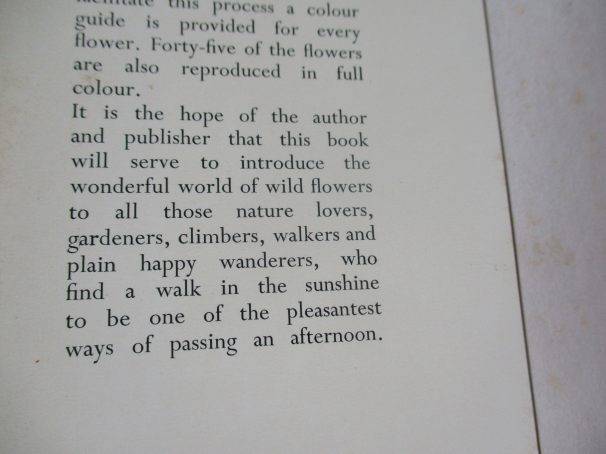 facilitate this process a colour
guide is provided for every
flower. Forty-five of the flowers
are also reproduced in full
colour.
It is the hope of the author
and publisher that this book
will serve to introduce the
wonderful world of wild flowers
to all those nature lovers,
gardeners, climbers, walkers and
plain happy wanderers, who
find a walk in the sunshine
to be one of the pleasantest
ways of passing an afternoon.